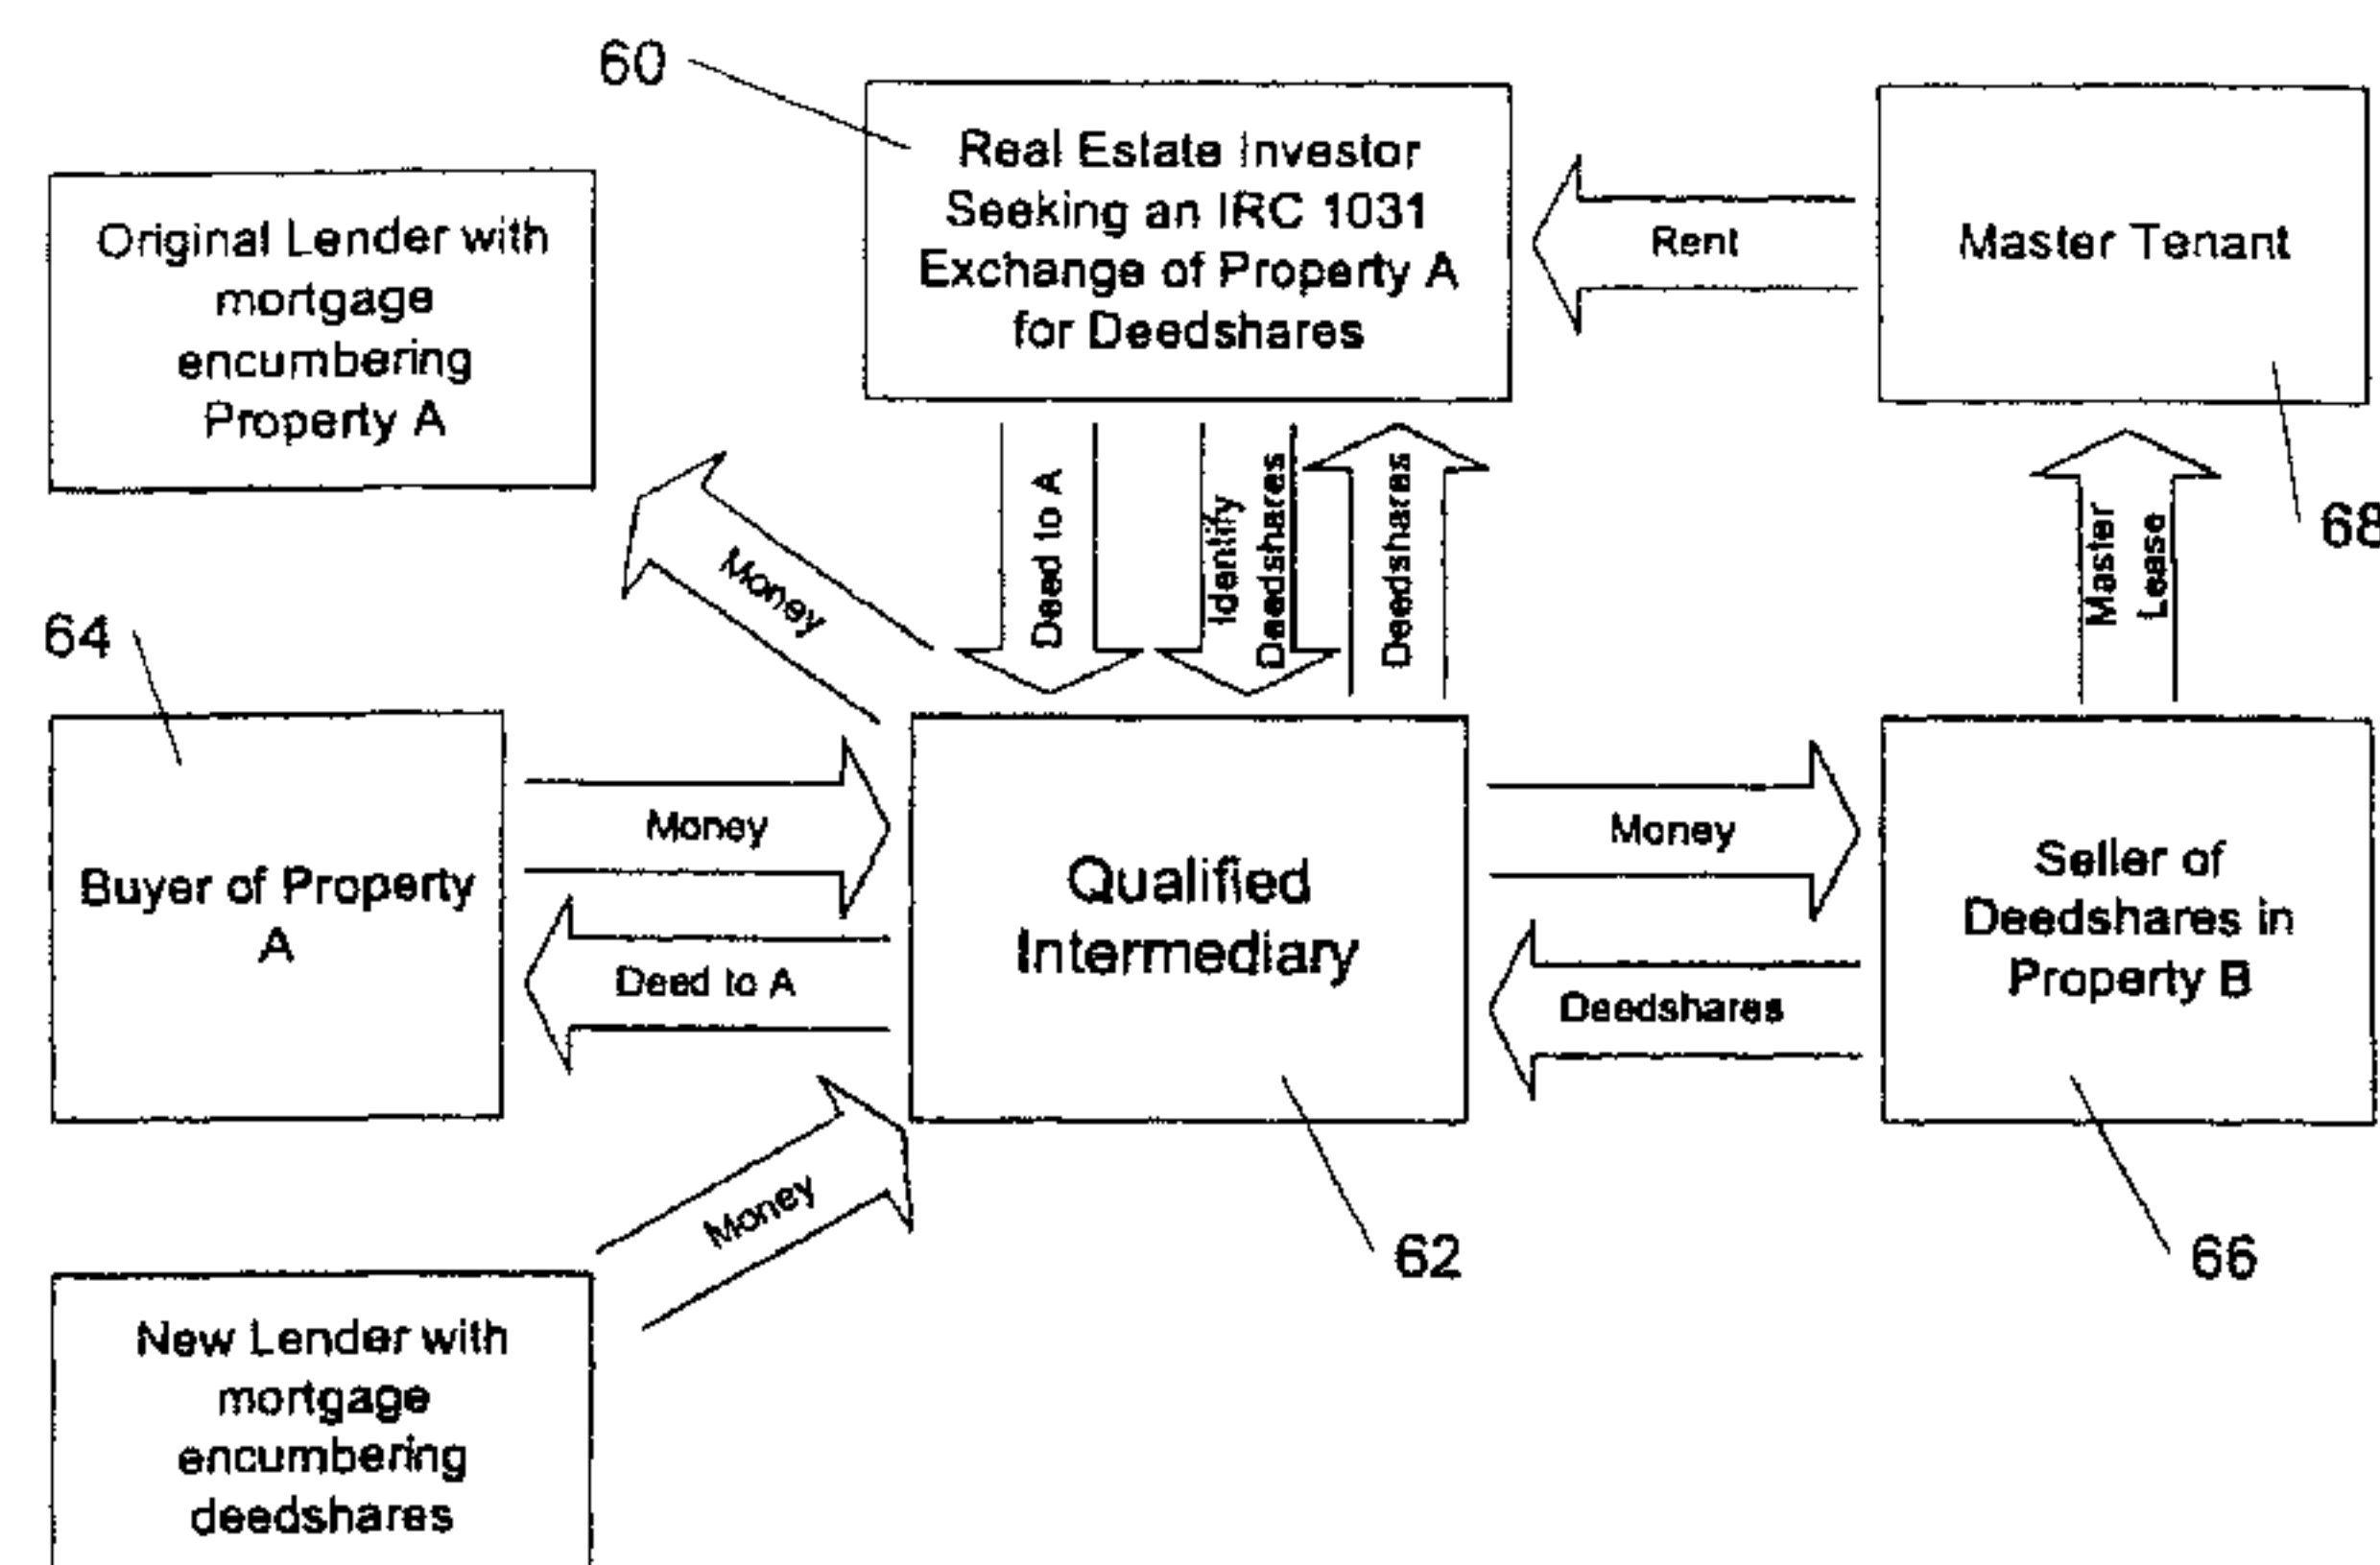 60
Real Estate Investor
Seeking an IRC 1031
Exchange of Property A
for Deedshares
Original Lender with
mortgage
encumbering
Property A
Rent
Master Tenant
68
Money
Deed to A
Identify
Deedshares
Deedshares
Master
Lease
64
Buyer of Property
A
Money
Deed to A
Qualified
Intermediary
Money
Deedshares
Seller of
Deedshares in
Property B
Money
62
66
New Lender with
mortgage
encumbering
deedshares